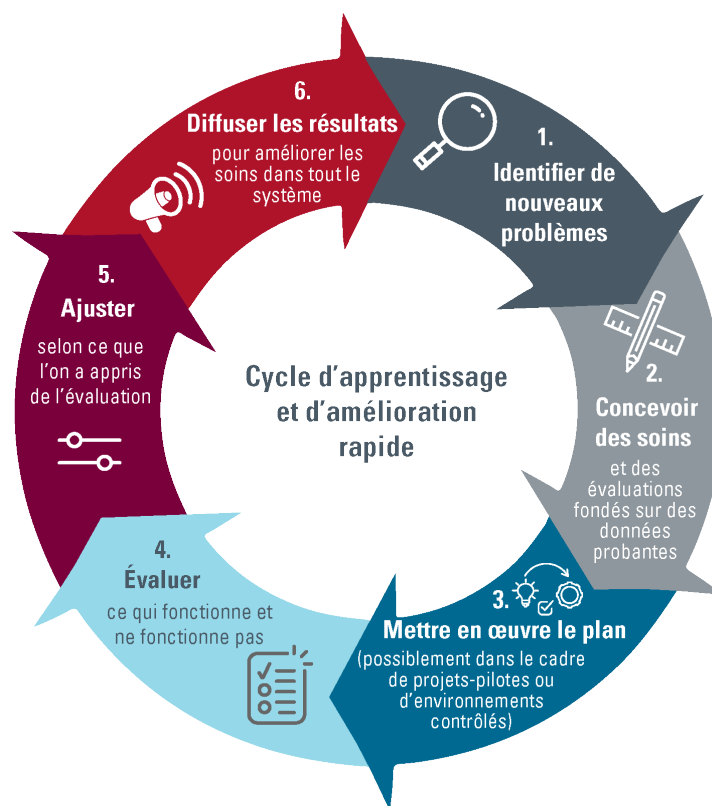 Cycle d’apprentissage
et d’amélioration
rapide
1.
Identifier de
nouveaux
problèmes
2.
Concevoir
des soins
et des
évaluations
fondés sur des
données
probantes
3.
Mettre en œuvre le plan
(possiblement dans le cadre
de projets-pilotes ou
d’environnements
contrôlés)
4.
Évaluer
ce qui fonctionne et
ne fonctionne pas
5.
Ajuster
selon ce que
l’on a appris
de l’évaluation
6.
Diffuser les résultats
pour améliorer les
soins dans tout le
système